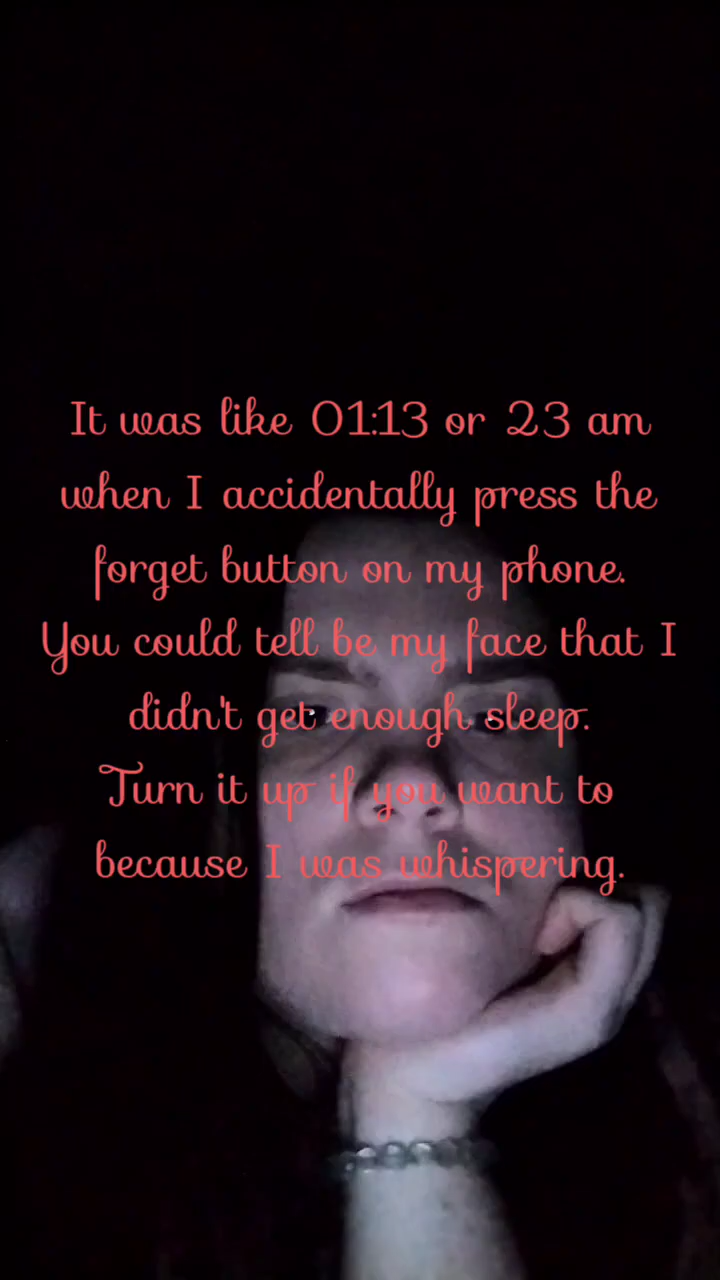 It was like 01:13 or 23 am
when I accidentally press the
forget button on my phone.
You could tell be my face that I
didn't get enough sleep.
Turn it up if you want to
because I was whispering.